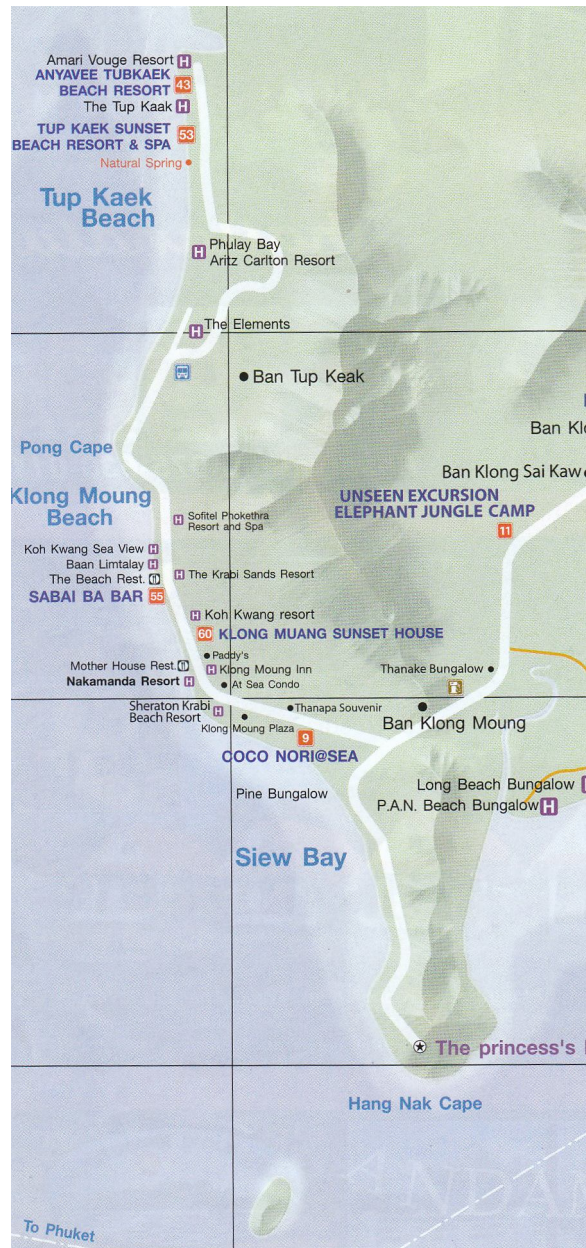 Amari Vouge Resort H
ANYAVEE TUBKAEK
BEACH RESORT
43
The Tup Kaak H
TUP KAEK SUNSET
BEACH RESORT & SPA
53
Natural Spring
Tup Kaek
Beach
H Phulay Bay
Aritz Carlton Resort
H The Elements
Ban Tup Keak
Ban Klo
Pong Cape
Ban Klong Sai Kaw
Klong Moung
Beach
UNSEEN EXCURSION
ELEPHANT JUNGLE CAMP
11
H Sofitel Phokethra
Resort and Spa
Koh Kwang Sea View H
Baan Limtalay H
The Krabi Sands Resort
H
The Beach Rest.
SABAI BA BAR 55
H Koh Kwang resort
60 KLONG MUANG SUNSET HOUSE
Paddy's
Mother House Rest.
H Klong Moung Inn
Thanake Bungalow
Nakamanda Resort H
At Sea Condo
Sheraton Krabi
Beach Resort
H
Thanapa Souvenir
Ban Klong Moung
Klong Moung Plaza
9
COCO NORI@SEA
Long Beach Bungalow
Pine Bungalow
P.A.N. Beach Bungalow H
Siew Bay
The princess's
Hang Nak Cape
NDA
To Phuket